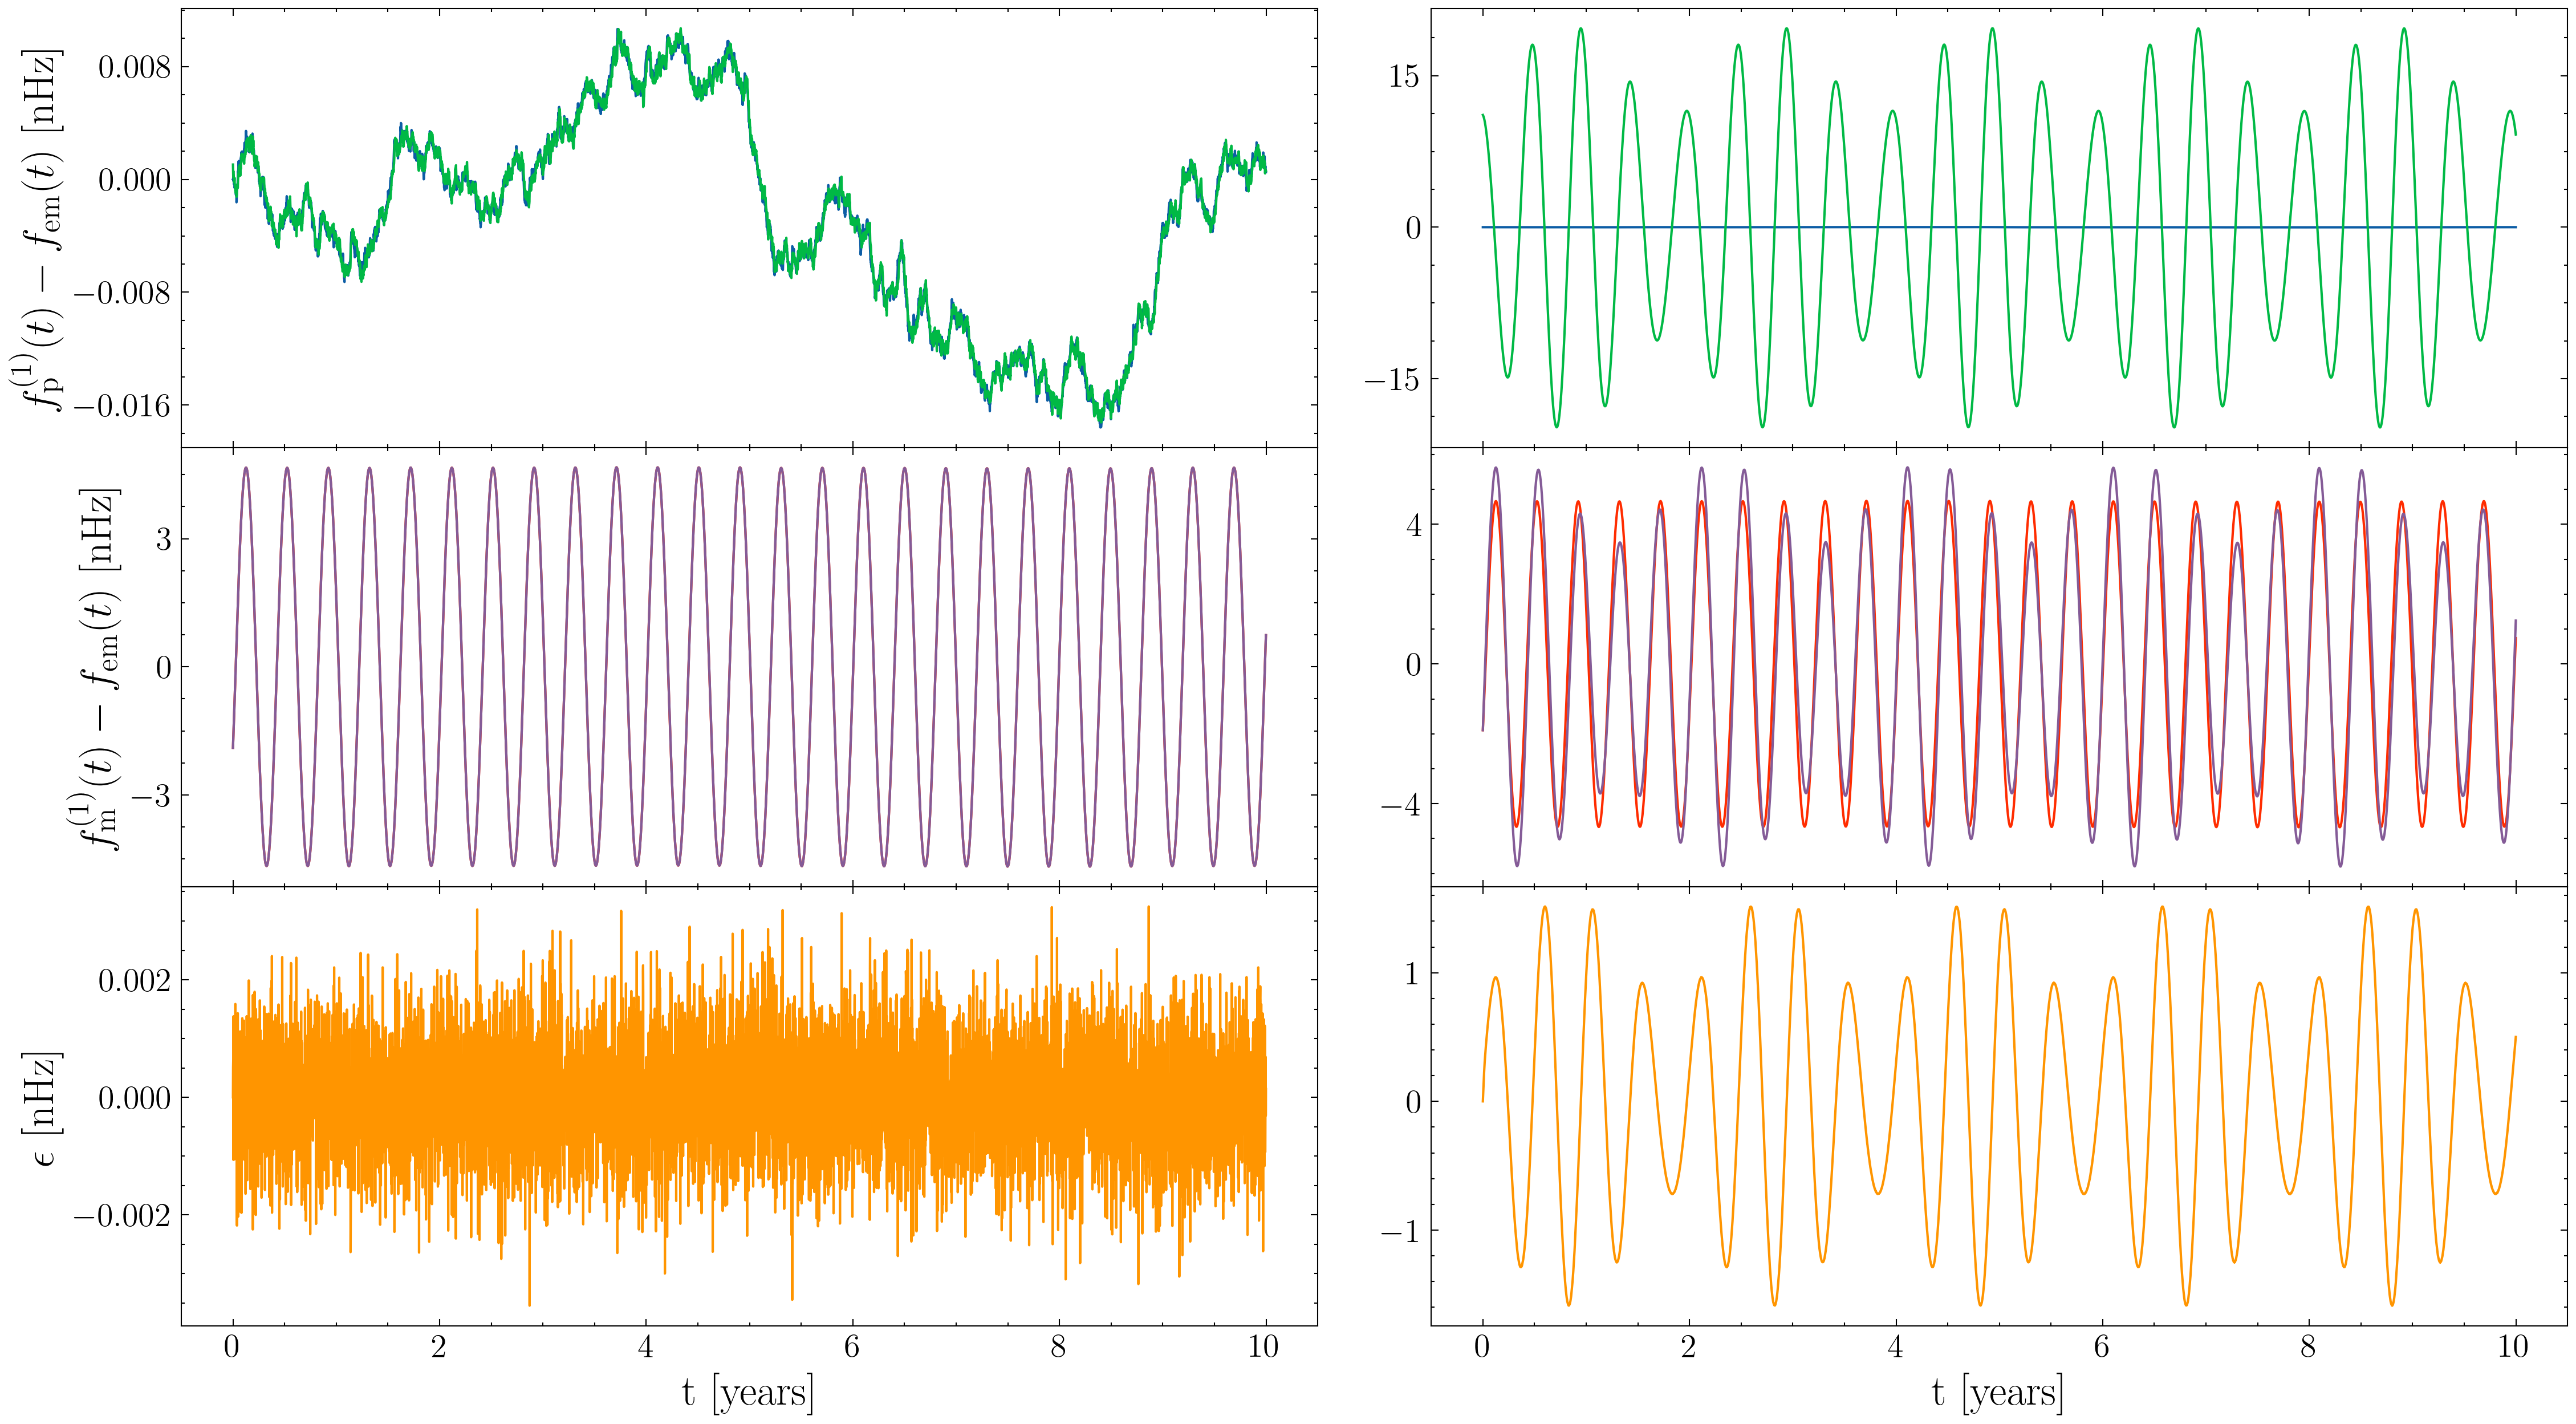 f_p^{(1)}(t) − f_em(t) [nHz]
0.008
0.000
−0.008
−0.016
15
0
−15
f_m^{(1)}(t) − f_em(t) [nHz]
3
0
−3
4
0
−4
ϵ [nHz]
0.002
0.000
−0.002
1
0
−1
0 2 4 6 8 10
0 2 4 6 8 10
t [years]
t [years]